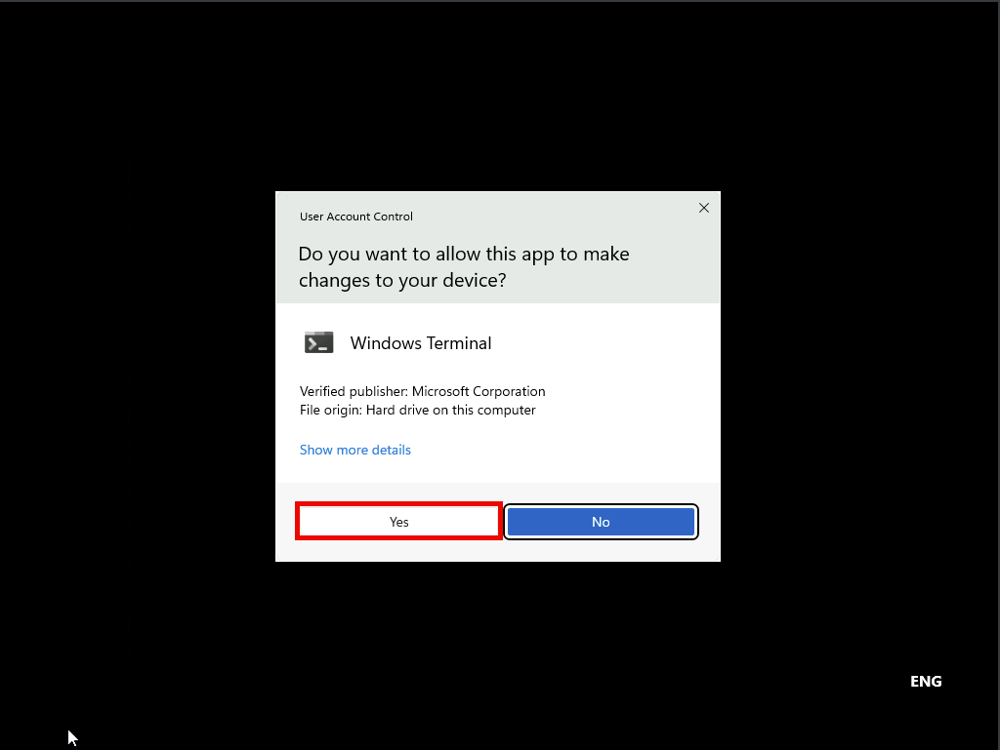 User Account Control
Do you want to allow this app to make
changes to your device?
Windows Terminal
Verified publisher: Microsoft Corporation
File origin: Hard drive on this computer
Show more details
Yes
No
ENG